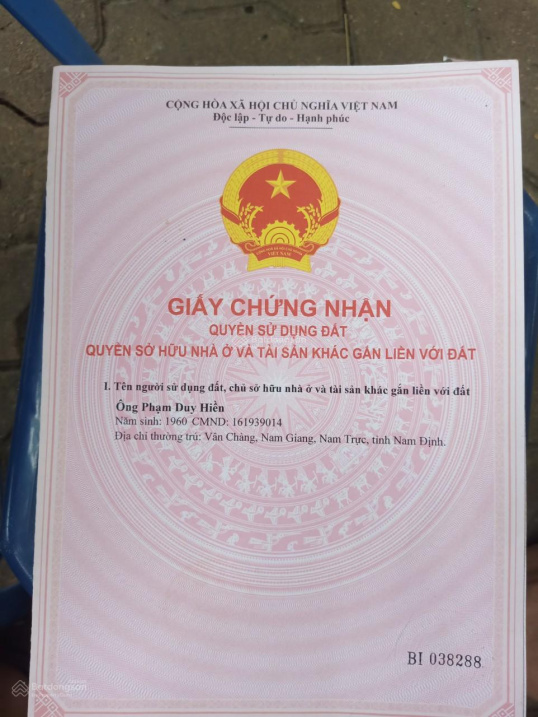 CỘNG HÒA XÃ HỘI CHỦ NGHĨA VIỆT NAM
Độc lập - Tự do - Hạnh phúc
VIỆT NAM
GIẤY CHỨNG NHẬN
QUYỀN SỬ DỤNG ĐẤT
QUYỀN SỞ HỮU NHÀ Ở VÀ TÀI SẢN KHÁC GẮN LIỀN VỚI ĐẤT
I. Tên người sử dụng đất, chủ sở hữu nhà ở và tài sản khác gắn liền với đất
Ông Phạm Duy Hiền
Năm sinh: 1960 CMND: 161939014
Địa chỉ thường trú: Vân Chàng, Nam Giang, Nam Trực, tỉnh Nam Định.
BI 038288
Batdongsan